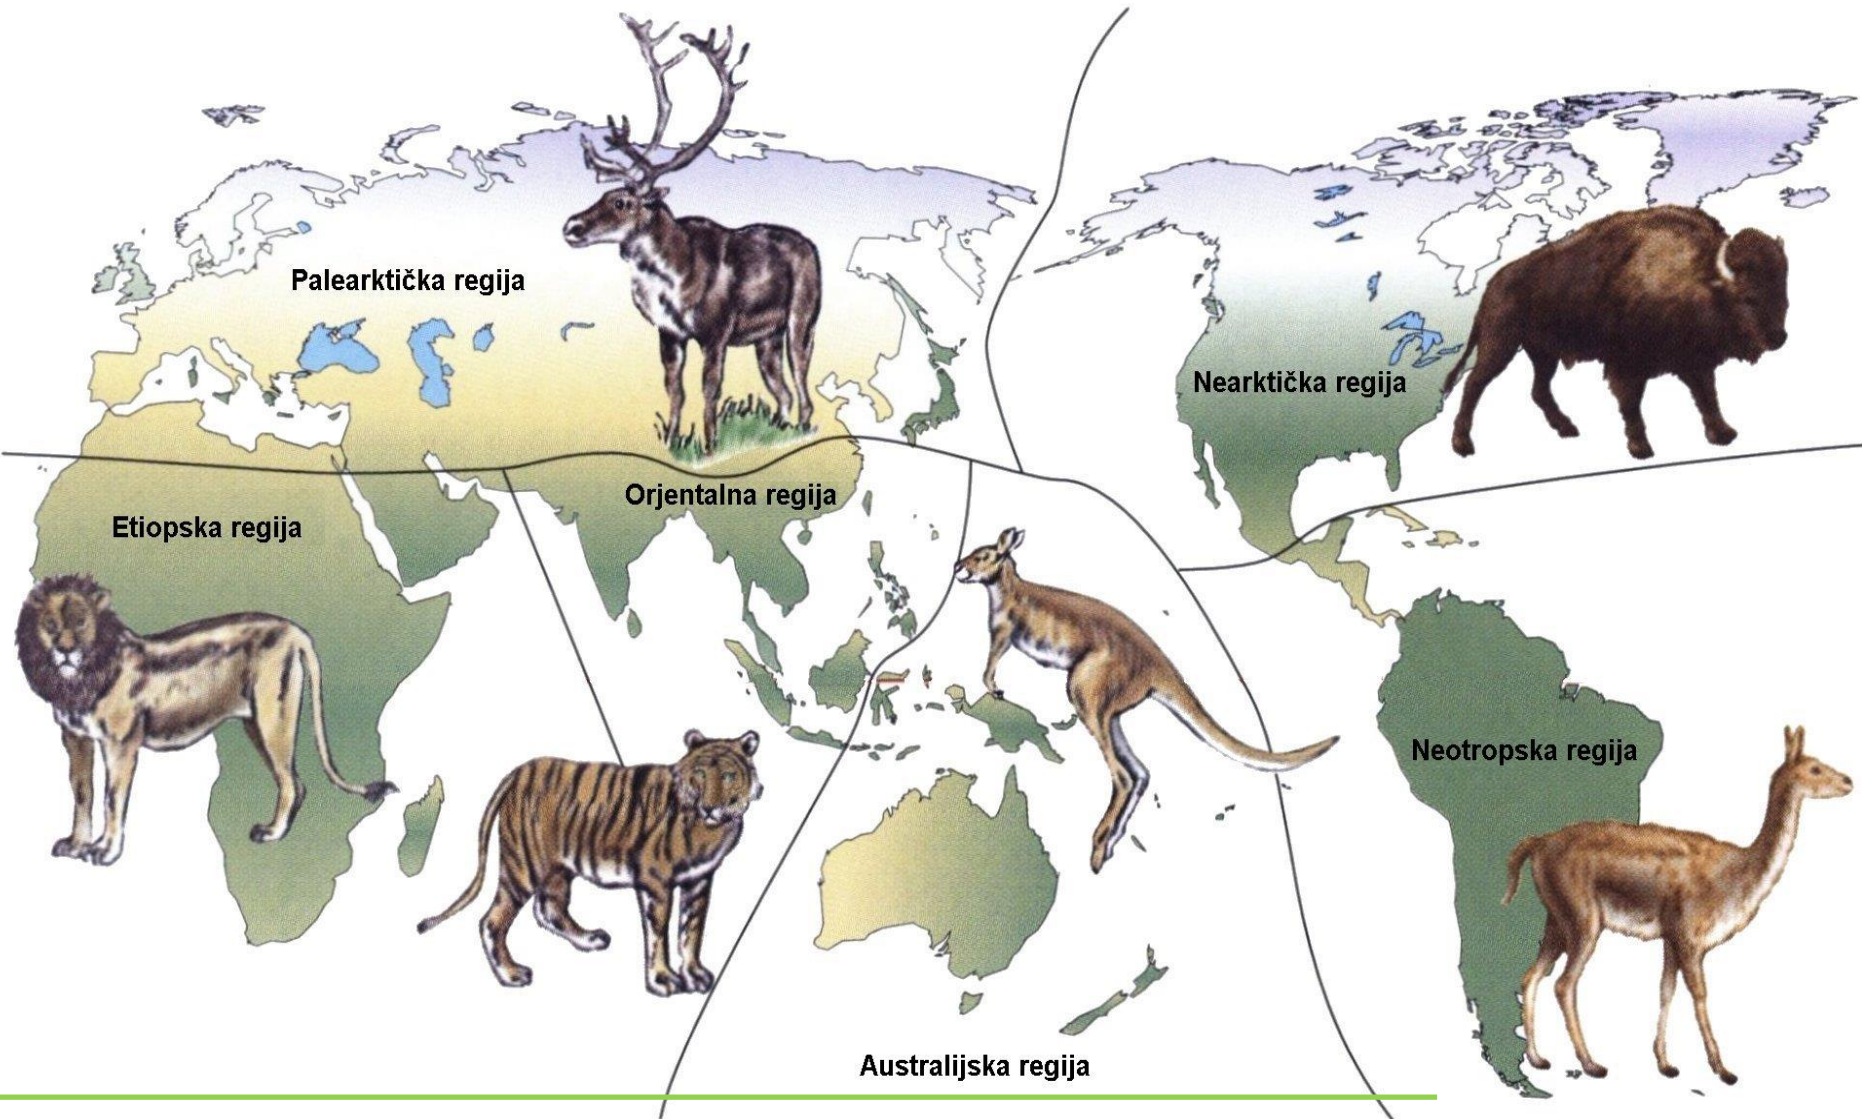 Palearktička regija
Nearktička regija
Orjentalna regija
Etiopska regija
Neotropska regija
Australijska regija